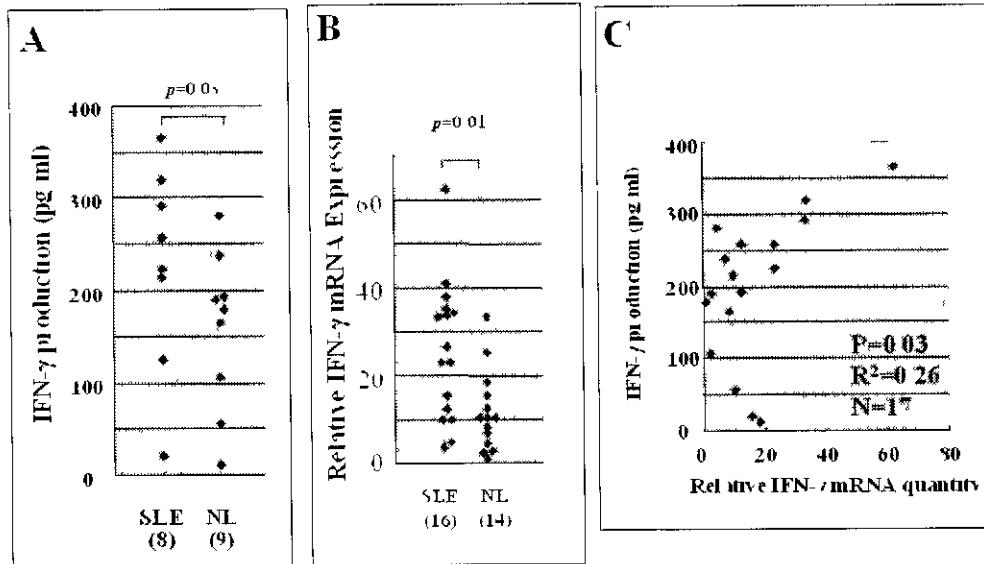 A
p=0.05
IFN-γ production (pg ml)
400
300
200
100
0
SLE NL
(8) (9)
B
p=0.01
Relative IFN-γ mRNA Expression
60
40
20
0
SLE NL
(16) (14)
C
IFN-γ production (pg ml)
400
300
200
100
0
P=0.03
R²=0.26
N=17
0 20 40 60 80
Relative IFN-γ mRNA quantity